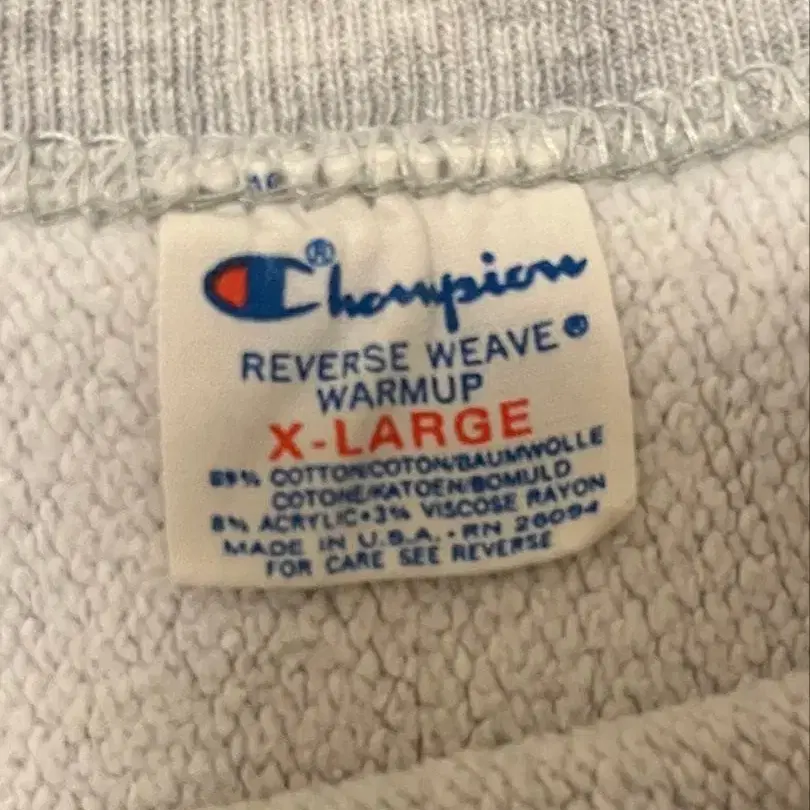 Champion®
REVERSE WEAVE®
WARMUP
X-LARGE
89% COTTON/COTON/BAUMWOLLE
COTONE/KATOEN/BOMULD
8% ACRYLIC•3% VISCOSE RAYON
MADE IN U.S.A.•RN 26094
FOR CARE SEE REVERSE